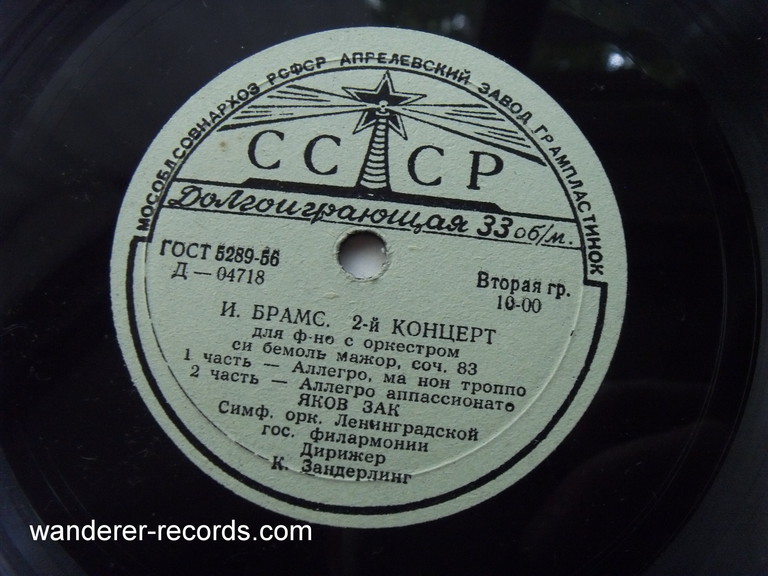 МОСОБЛСОВНАРХОЗ РСФСР АПРЕЛЕВСКИЙ ЗАВОД ГРАМПЛАСТИНОК
СССР
Долгоиграющая 33 об/м.
ГОСТ 5289-56
Д — 04718
Вторая гр.
10-00
И. БРАМС. 2-й КОНЦЕРТ
для ф-но с оркестром
си бемоль мажор, соч. 83
1 часть — Аллегро, ма нон троппо
2 часть — Аллегро аппассионато
ЯКОВ ЗАК
Симф. орк. Ленинградской
гос. филармонии
Дирижер
К. Зандерлинг
wanderer-records.com